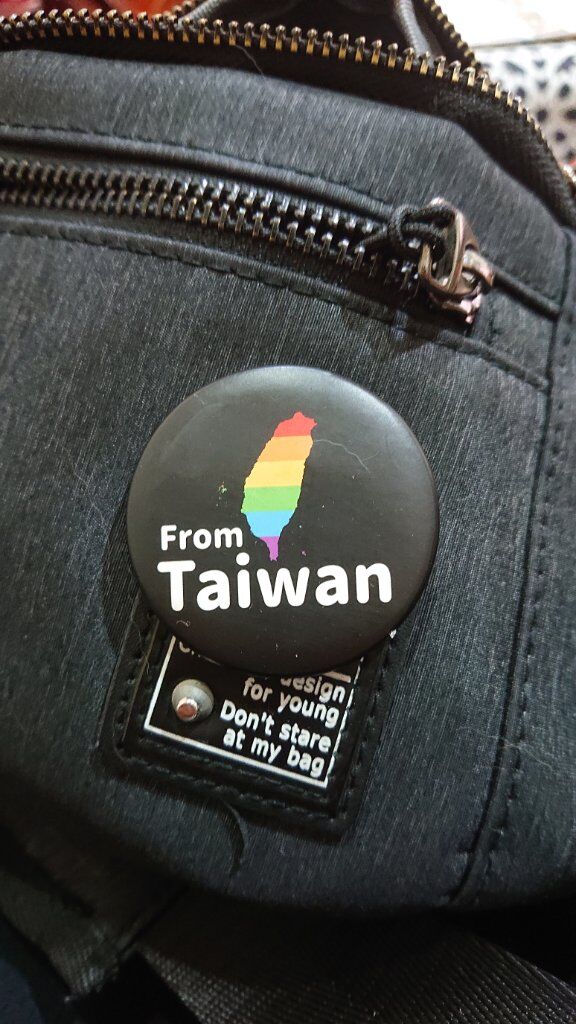 From
Taiwan
design
for young
Don't stare
at my bag